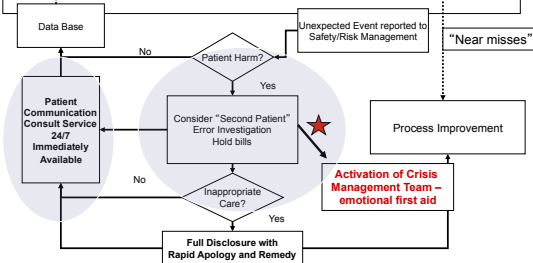 Data Base
Unexpected Event reported to
Safety/Risk Management
“Near misses”
No
Patient Harm?
Yes
Patient
Communication
Consult Service
24/7
Immediately
Available
Consider “Second Patient”
Error Investigation
Hold bills
Process Improvement
Activation of Crisis
Management Team –
emotional first aid
No
Inappropriate
Care?
Yes
Full Disclosure with
Rapid Apology and Remedy